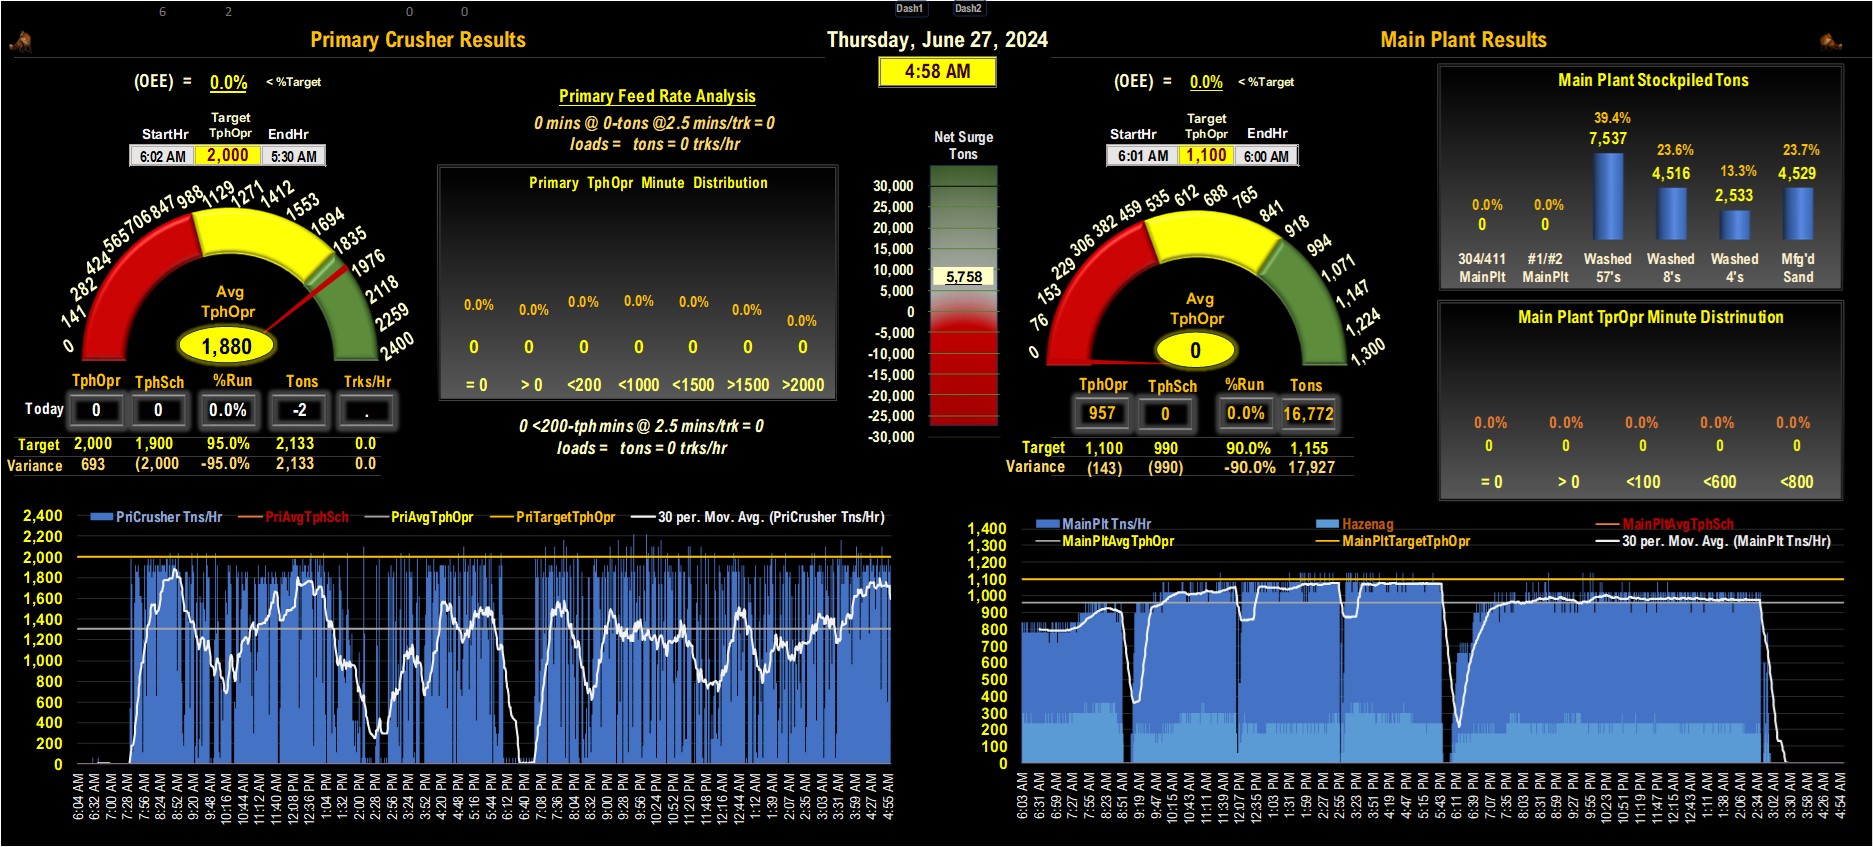 6 2 0 0 Dash1 Dash2
Primary Crusher Results
Thursday, June 27, 2024
Main Plant Results
4:58 AM
(OEE) = 0.0% < %Target
Target
StartHr TphOpr EndHr
6:02 AM 2,000 5:30 AM
0 141 282 424 565 706 847 988 1129 1271 1412 1553 1694 1835 1976 2118 2259 2400
Avg
TphOpr
1,880
TphOpr TphSch %Run Tons Trks/Hr
Today 0 0 0.0% -2 .
Target 2,000 1,900 95.0% 2,133 0.0
Variance 693 (2,000 -95.0% 2,133 0.0
Primary Feed Rate Analysis
0 mins @ 0-tons @2.5 mins/trk = 0
loads = tons = 0 trks/hr
Primary TphOpr Minute Distribution
0.0% 0.0% 0.0% 0.0% 0.0% 0.0% 0.0%
0 0 0 0 0 0 0
= 0 > 0 <200 <1000 <1500 >1500 >2000
0 <200-tph mins @ 2.5 mins/trk = 0
loads = tons = 0 trks/hr
Net Surge
Tons
30,000
25,000
20,000
15,000
10,000
5,758
5,000
0
-5,000
-10,000
-15,000
-20,000
-25,000
-30,000
(OEE) = 0.0% < %Target
Target
StartHr TphOpr EndHr
6:01 AM 1,100 6:00 AM
0 76 153 229 306 382 459 535 612 688 765 841 918 994 1,071 1,147 1,224 1,300
Avg
TphOpr
0
TphOpr TphSch %Run Tons
957 0 0.0% 16,772
Target 1,100 990 90.0% 1,155
Variance (143) (990) -90.0% 17,927
Main Plant Stockpiled Tons
0.0% 0.0% 39.4% 23.6% 13.3% 23.7%
0 0 7,537 4,516 2,533 4,529
304/411 #1/#2 Washed Washed Washed Mfg'd
MainPlt MainPlt 57's 8's 4's Sand
Main Plant TprOpr Minute Distrinution
0.0% 0.0% 0.0% 0.0% 0.0%
0 0 0 0 0
= 0 > 0 <100 <600 <800
PriCrusher Tns/Hr PriAvgTphSch PriAvgTphOpr PriTargetTphOpr 30 per. Mov. Avg. (PriCrusher Tns/Hr)
2,400
2,200
2,000
1,800
1,600
1,400
1,200
1,000
800
600
400
200
0
6:04 AM 6:32 AM 7:00 AM 7:28 AM 7:56 AM 8:24 AM 8:52 AM 9:20 AM 9:48 AM 10:16 AM 10:44 AM 11:12 AM 11:40 AM 12:08 PM 12:36 PM 1:04 PM 1:32 PM 2:00 PM 2:28 PM 2:56 PM 3:24 PM 3:52 PM 4:20 PM 4:48 PM 5:16 PM 5:44 PM 6:12 PM 6:40 PM 7:08 PM 7:36 PM 8:04 PM 8:32 PM 9:00 PM 9:28 PM 9:56 PM 10:24 PM 10:52 PM 11:20 PM 11:48 PM 12:16 AM 12:44 AM 1:12 AM 1:39 AM 2:07 AM 2:35 AM 3:03 AM 3:31 AM 3:59 AM 4:27 AM 4:55 AM
MainPlt Tns/Hr Hazenag MainPltAvgTphSch
MainPltAvgTphOpr MainPltTargetTphOpr 30 per. Mov. Avg. (MainPlt Tns/Hr)
1,400
1,300
1,200
1,100
1,000
900
800
700
600
500
400
300
200
100
0
6:03 AM 6:31 AM 6:59 AM 7:27 AM 7:55 AM 8:23 AM 8:51 AM 9:19 AM 9:47 AM 10:15 AM 10:43 AM 11:11 AM 11:39 AM 12:07 PM 12:35 PM 1:03 PM 1:31 PM 1:59 PM 2:27 PM 2:55 PM 3:23 PM 3:51 PM 4:19 PM 4:47 PM 5:15 PM 5:43 PM 6:11 PM 6:39 PM 7:07 PM 7:35 PM 8:03 PM 8:31 PM 8:59 PM 9:27 PM 9:55 PM 10:23 PM 10:51 PM 11:19 PM 11:47 PM 12:15 AM 12:43 AM 1:11 AM 1:38 AM 2:06 AM 2:34 AM 3:02 AM 3:30 AM 3:58 AM 4:26 AM 4:54 AM